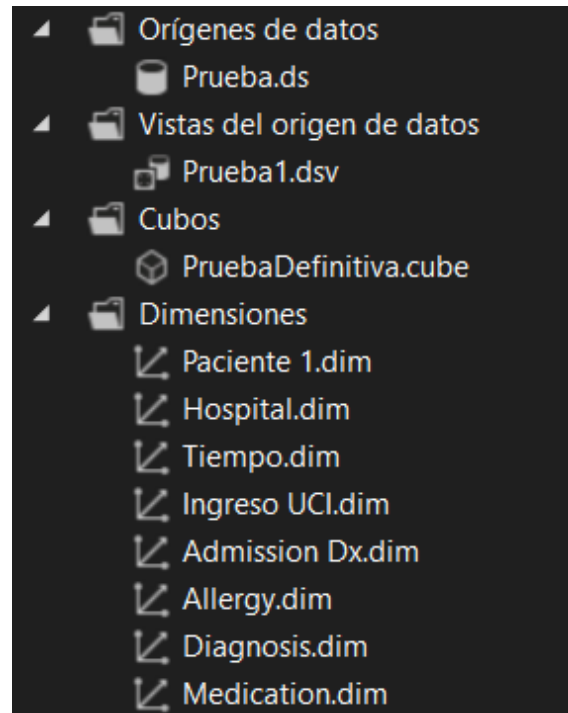 Orígenes de datos
Prueba.ds
Vistas del origen de datos
Prueba1.dsv
Cubos
PruebaDefinitiva.cube
Dimensiones
Paciente 1.dim
Hospital.dim
Tiempo.dim
Ingreso UCI.dim
Admission Dx.dim
Allergy.dim
Diagnosis.dim
Medication.dim